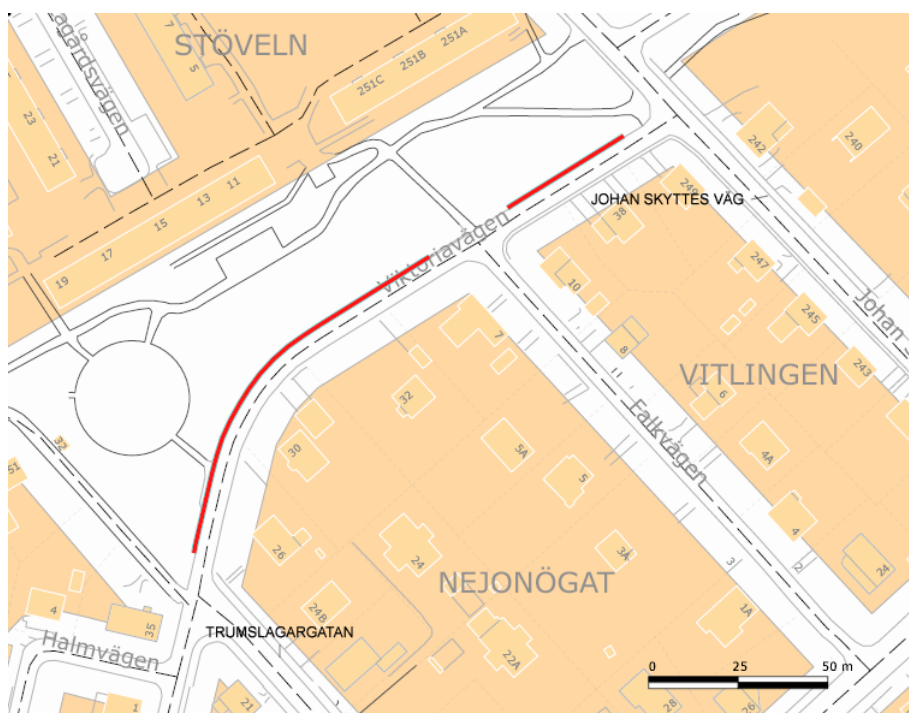 STÖVELN
7
5
251A
251B
251C
23
21
11
13
15
17
19
242
240
249
JOHAN SKYTTES VÄG
38
Viktoriavägen
247
10
245
Johan S
8
243
7
VITLINGEN
6
32
32
Falkvägen
30
5A
4A
51
5
4
26
24
3A
3
2
24
NEJONÖGAT
4
24B
1A
35
TRUMSLAGARGATAN
Halmvägen
22A
0 25 50 m
21
28
26
1